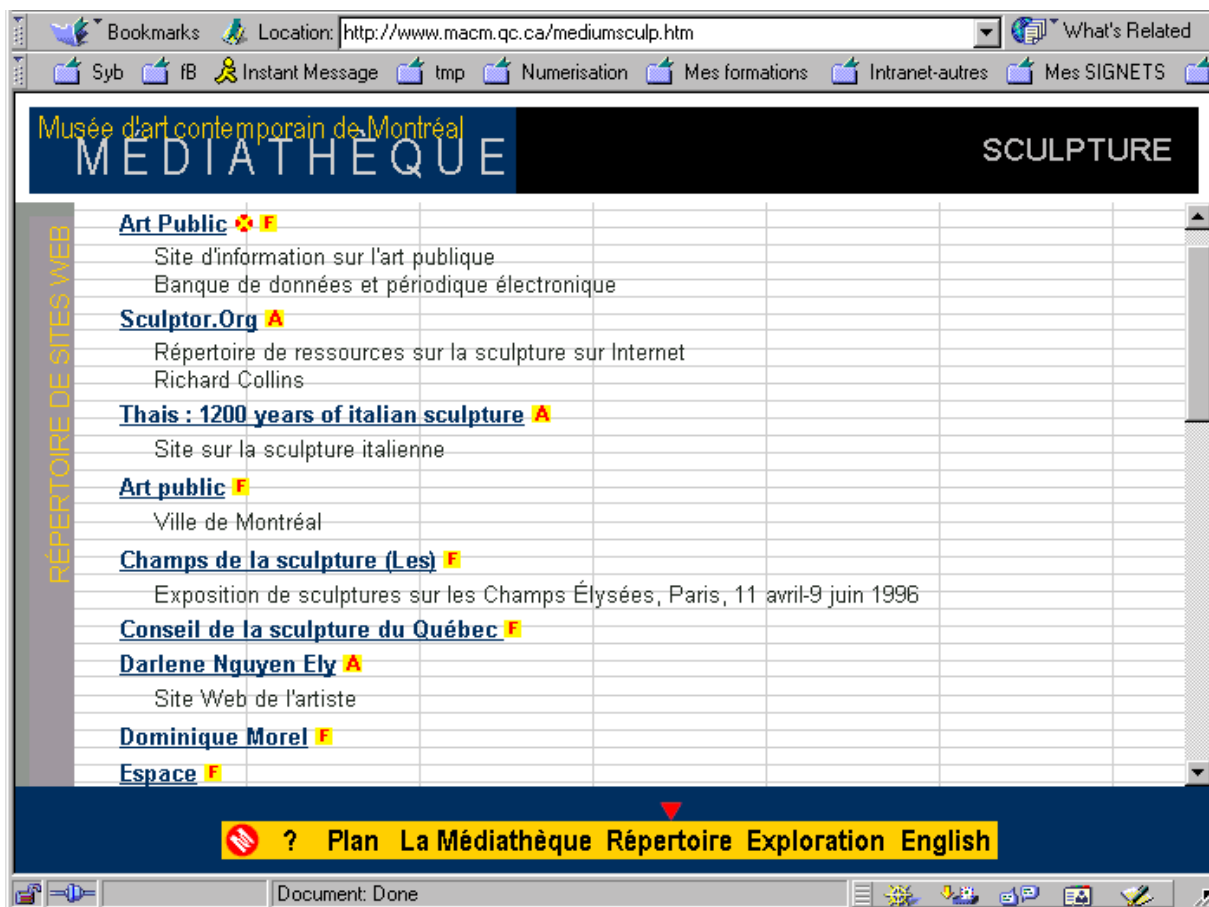 Bookmarks Location: http://www.macm.qc.ca/mediumsculp.htm What's Related
Syb fB Instant Message tmp Numerisation Mes formations Intranet-autres Mes SIGNETS
Musée d'art contemporain de Montréal
MÉDIATHÈQUE SCULPTURE
RÉPERTOIRE DE SITES WEB
Art Public F
Site d'information sur l'art publique
Banque de données et périodique électronique
Sculptor.Org A
Répertoire de ressources sur la sculpture sur Internet
Richard Collins
Thais : 1200 years of italian sculpture A
Site sur la sculpture italienne
Art public F
Ville de Montréal
Champs de la sculpture (Les) F
Exposition de sculptures sur les Champs Élysées, Paris, 11 avril-9 juin 1996
Conseil de la sculpture du Québec F
Darlene Nguyen Ely A
Site Web de l'artiste
Dominique Morel F
Espace F
? Plan La Médiathèque Répertoire Exploration English
Document: Done